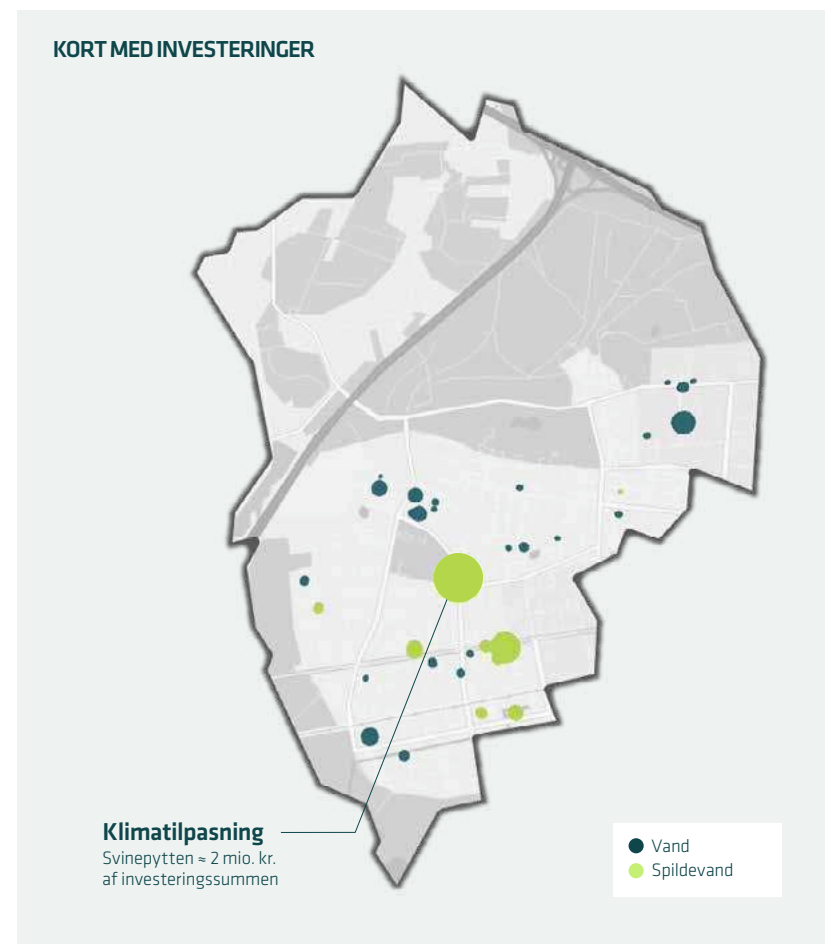 KORT MED INVESTERINGER
Klimatilpasning
Svinepytten ≈ 2 mio. kr.
af investeringssummen
Vand
Spildevand